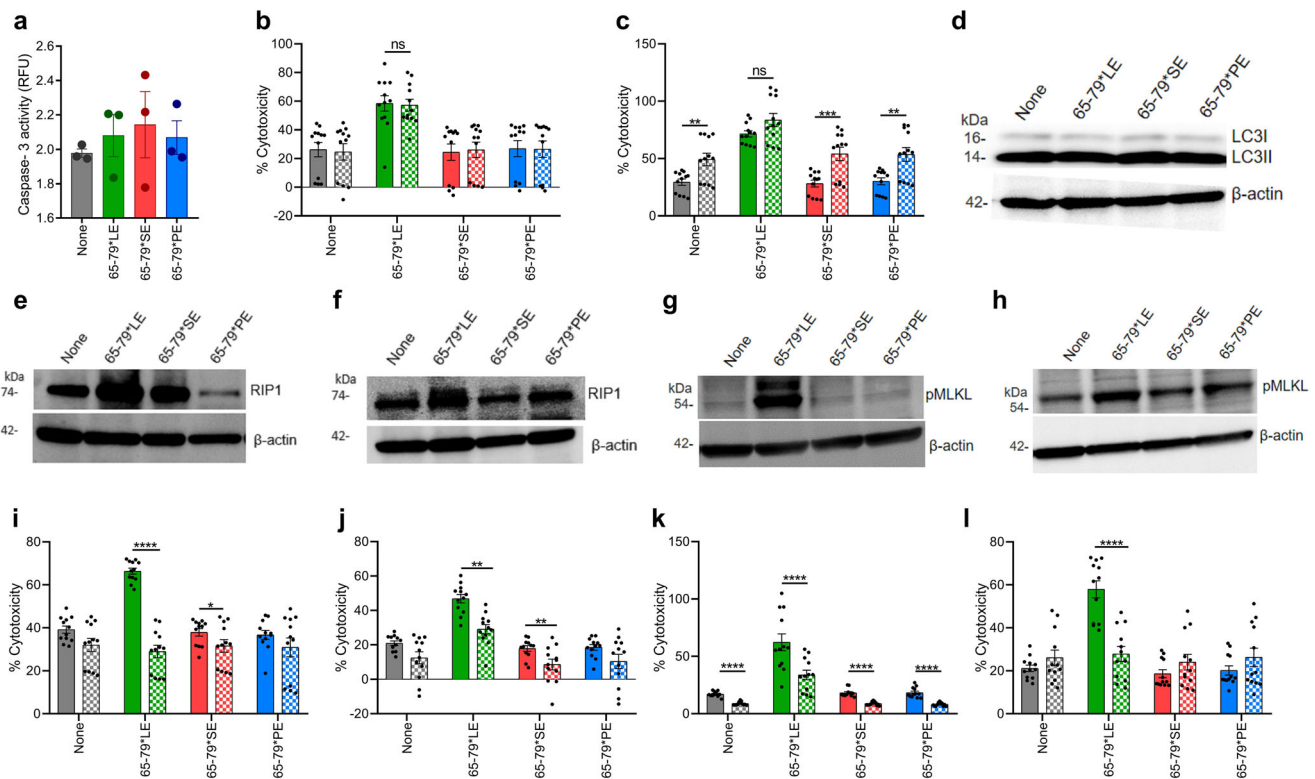 a
Caspase- 3 activity (RFU)
2.6
2.4
2.2
2.0
1.8
1.6
None
65-79*LE
65-79*SE
65-79*PE
b
% Cytotoxicity
100
80
60
40
20
0
-20
ns
None
65-79*LE
65-79*SE
65-79*PE
c
% Cytotoxicity
150
100
50
0
**
ns
***
**
None
65-79*LE
65-79*SE
65-79*PE
d
None
65-79*LE
65-79*SE
65-79*PE
kDa
16-
14-
42-
LC3I
LC3II
β-actin
e
None
65-79*LE
65-79*SE
65-79*PE
kDa
74-
42-
RIP1
β-actin
f
None
65-79*LE
65-79*SE
65-79*PE
kDa
74-
42-
RIP1
β-actin
g
None
65-79*LE
65-79*SE
65-79*PE
kDa
54-
42-
pMLKL
β-actin
h
None
65-79*LE
65-79*SE
65-79*PE
kDa
54-
42-
pMLKL
β-actin
i
% Cytotoxicity
80
60
40
20
0
****
*
None
65-79*LE
65-79*SE
65-79*PE
j
% Cytotoxicity
80
60
40
20
0
-20
**
**
None
65-79*LE
65-79*SE
65-79*PE
k
% Cytotoxicity
150
100
50
0
****
****
****
****
None
65-79*LE
65-79*SE
65-79*PE
l
% Cytotoxicity
80
60
40
20
0
****
None
65-79*LE
65-79*SE
65-79*PE